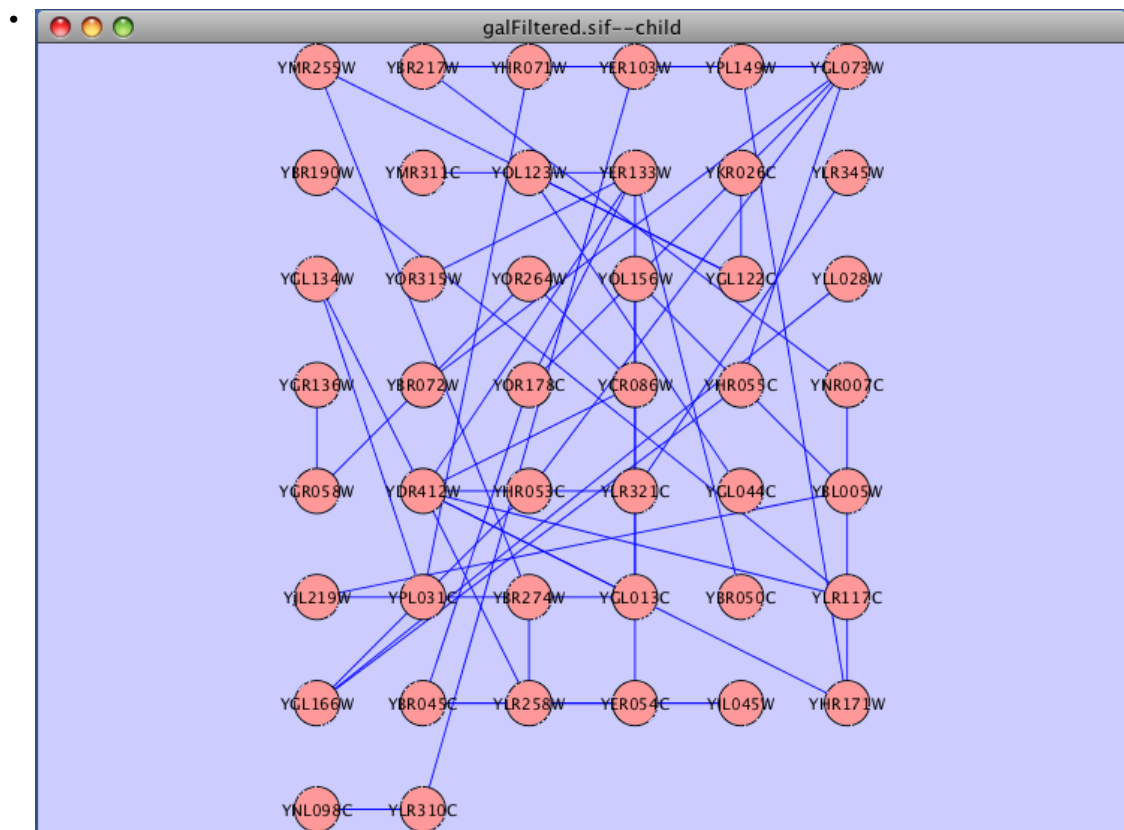 galFiltered.sif--child
YMR255W YBR217W YHR071W YER103W YPL149W YGL073W
YBR190W YMR311C YOL123W YER133W YKR026C YLR345W
YGL134W YOR315W YOR264W YOL156W YGL122C YLL028W
YGR136W YBR072W YOR178C YCR086W YHR055C YNR007C
YGR058W YDR412W YHR053C YLR321C YGL044C YBL005W
YJL219W YPL031C YBR274W YGL013C YBR050C YLR117C
YGL166W YBR045C YLR258W YER054C YIL045W YHR171W
YNL098C YLR310C